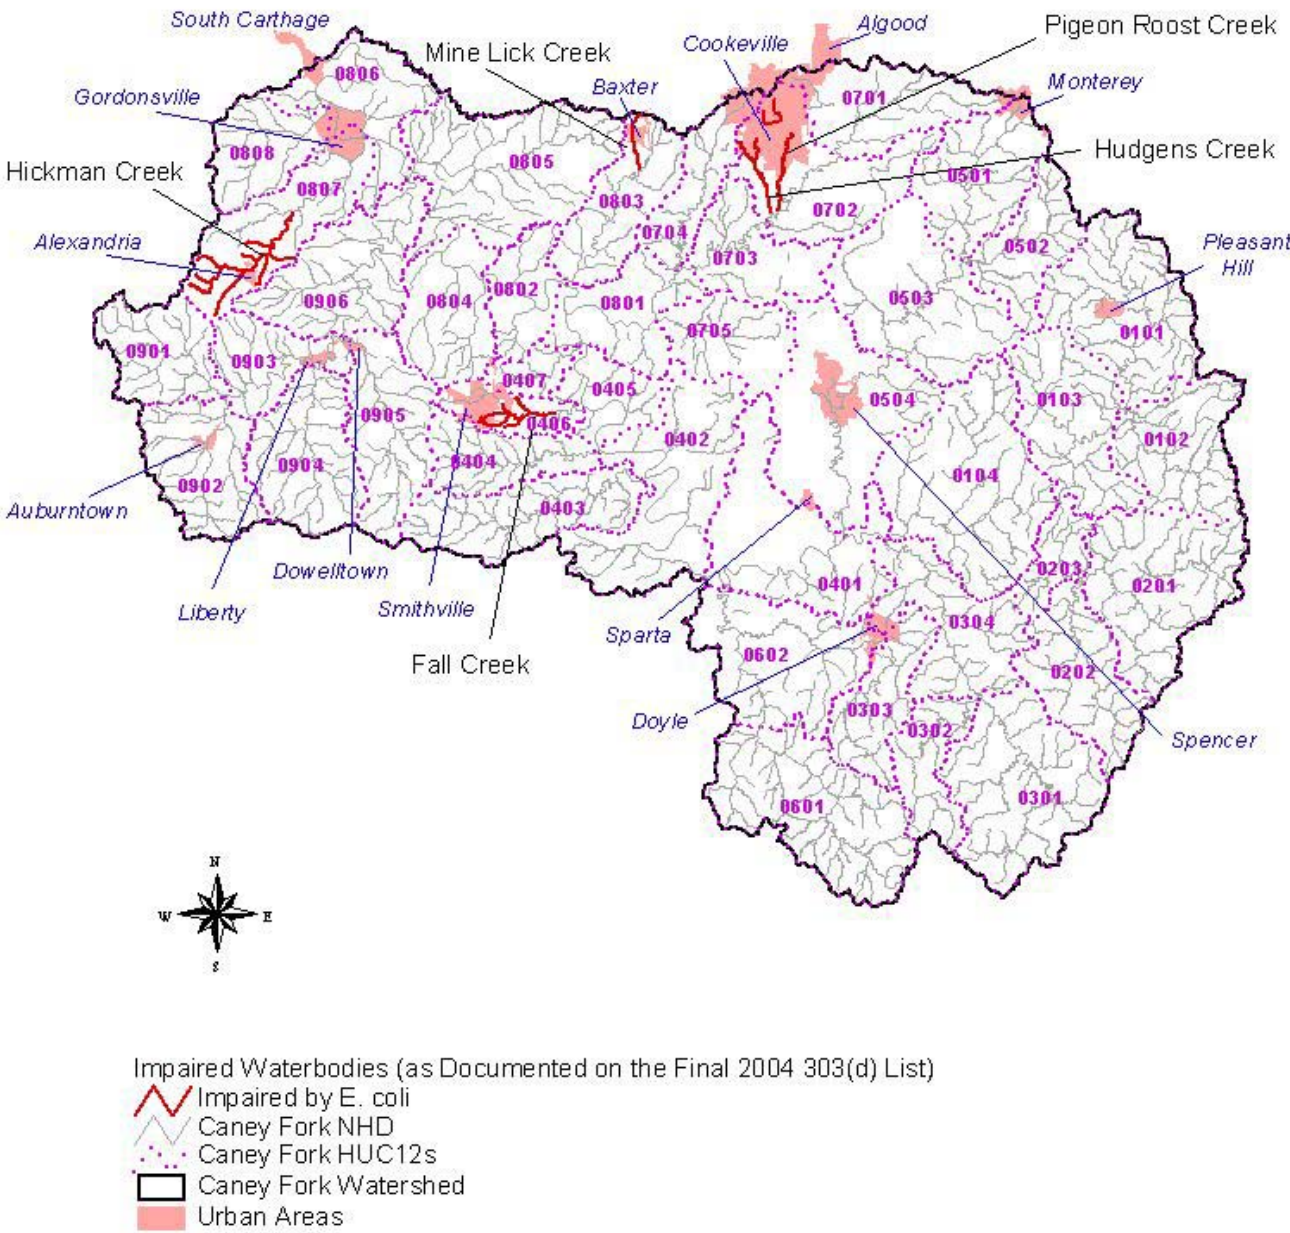 South Carthage
Mine Lick Creek
Cookeville
Algood
Pigeon Roost Creek
Gordonsville
0806
Baxter
0701
Monterey
Hickman Creek
0808
0805
Hudgens Creek
0807
0501
0803
0702
Alexandria
0704
0502
Pleasant
Hill
0703
0906
0804
0802
0801
0503
0705
0101
0901
0903
0407
0405
0504
0103
0905
0406
0402
0102
0904
0404
0104
0902
Auburntown
0403
Dowelltown
0203
0201
Liberty
Smithville
0401
Sparta
0304
Fall Creek
0602
0202
Doyle
0303
0302
Spencer
0601
0301
N
W
E
S
Impaired Waterbodies (as Documented on the Final 2004 303(d) List)
Impaired by E. coli
Caney Fork NHD
Caney Fork HUC12s
Caney Fork Watershed
Urban Areas